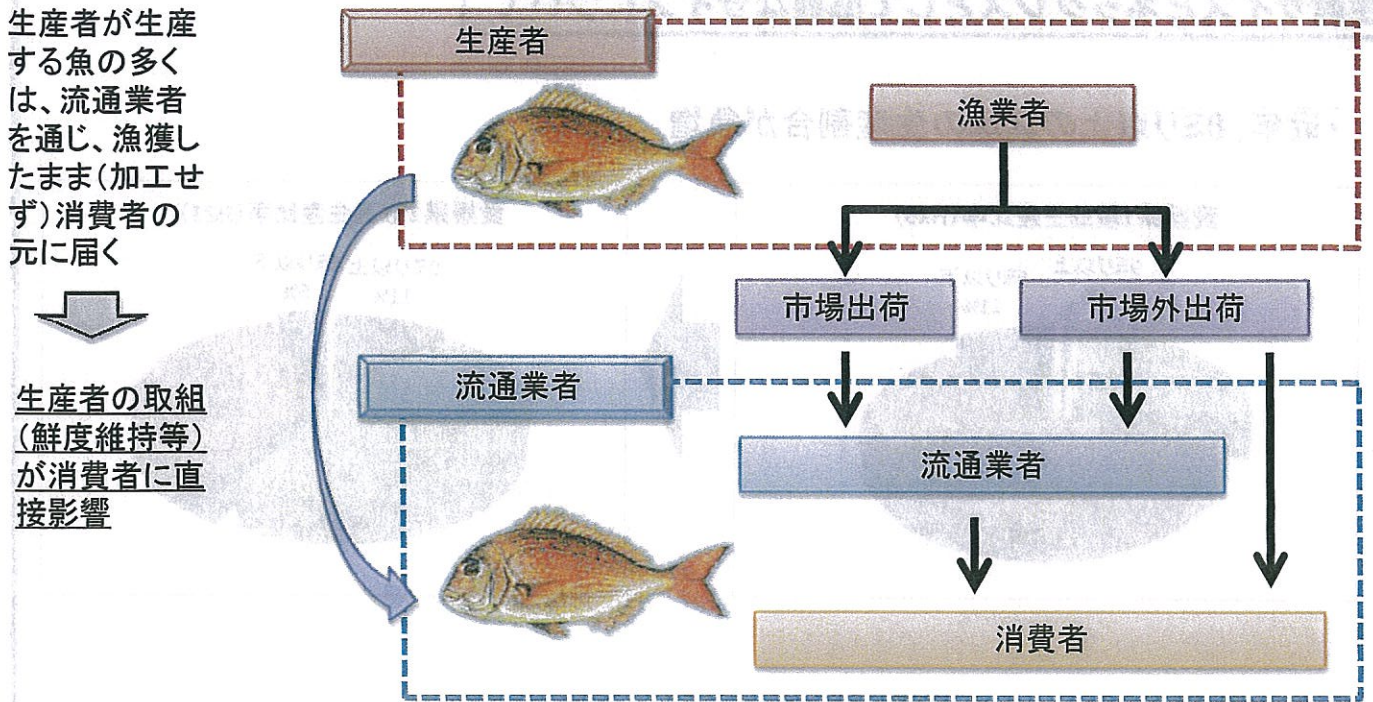 生産者が生産
する魚の多く
は、流通業者
を通じ、漁獲し
たまま(加工せ
ず)消費者の
元に届く
生産者の取組
(鮮度維持等)
が消費者に直
接影響
生産者
漁業者
市場出荷
市場外出荷
流通業者
流通業者
消費者